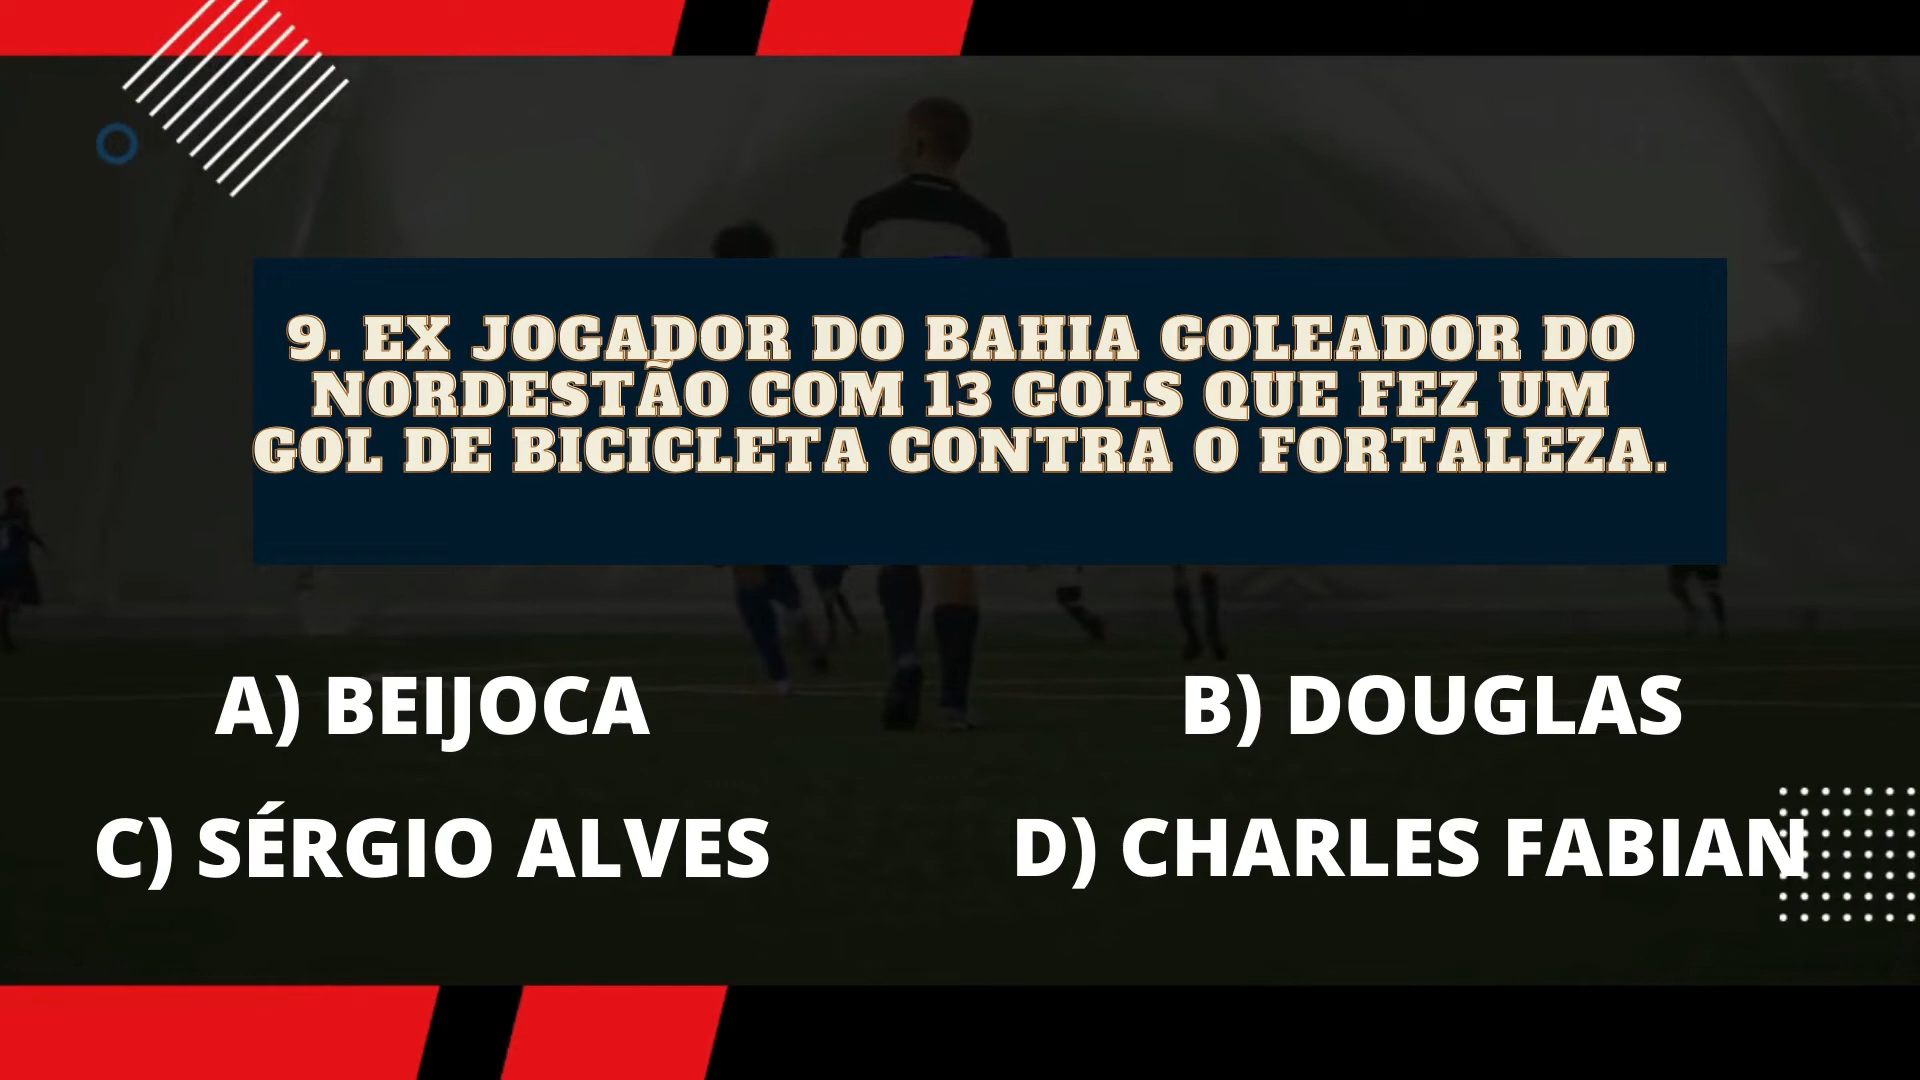 9. EX JOGADOR DO BAHIA GOLEADOR DO
NORDESTÃO COM 13 GOLS QUE FEZ UM
GOL DE BICICLETA CONTRA O FORTALEZA.
A) BEIJOCA
B) DOUGLAS
C) SÉRGIO ALVES
D) CHARLES FABIAN